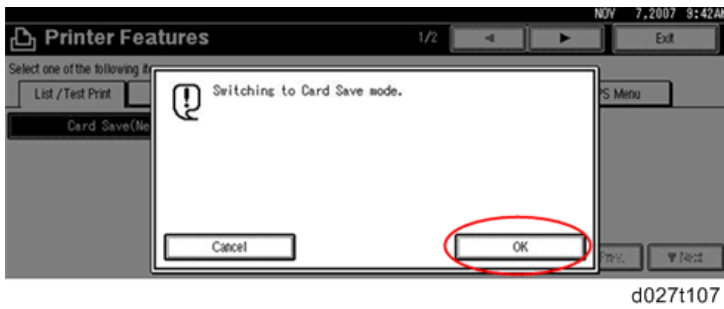 NOV 7,2007 9:42AM
Printer Features 1/2 ◄ ► Exit
Select one of the following
Switching to Card Save mode.
List /Test Print PS Menu
Card Save(Ne
Cancel OK
Prev. ▼Next
d027t107